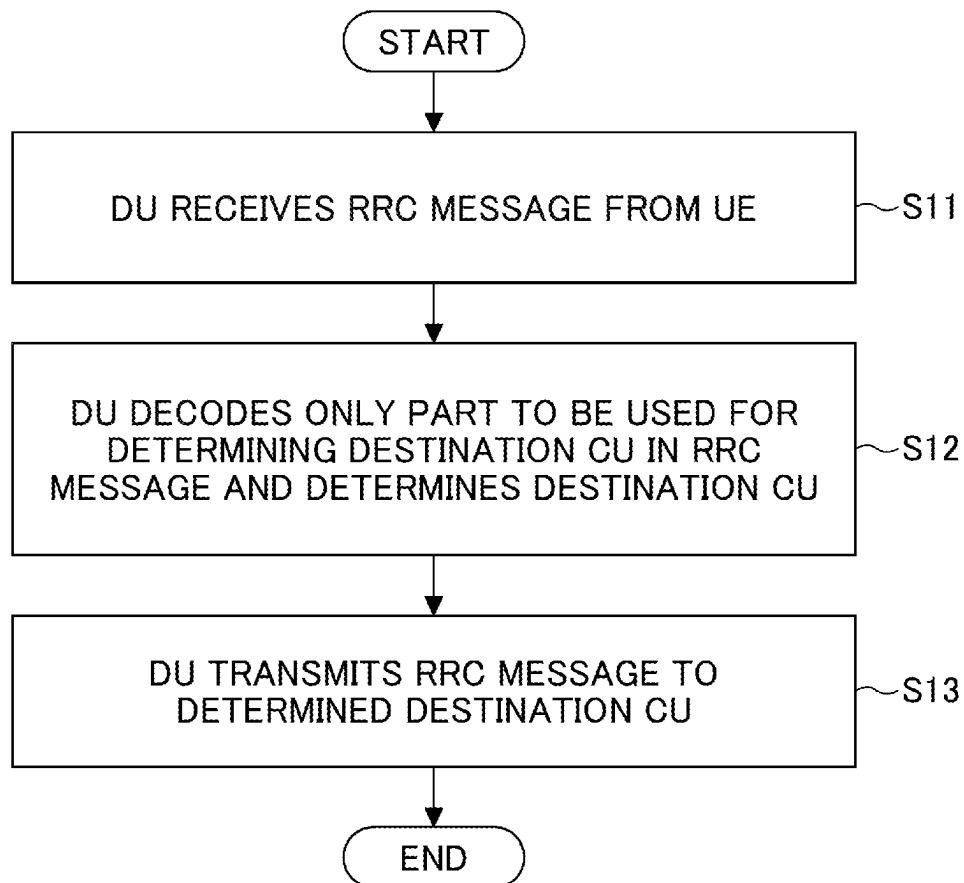 START
DU RECEIVES RRC MESSAGE FROM UE
S11
DU DECODES ONLY PART TO BE USED FOR
DETERMINING DESTINATION CU IN RRC
MESSAGE AND DETERMINES DESTINATION CU
S12
DU TRANSMITS RRC MESSAGE TO
DETERMINED DESTINATION CU
S13
END